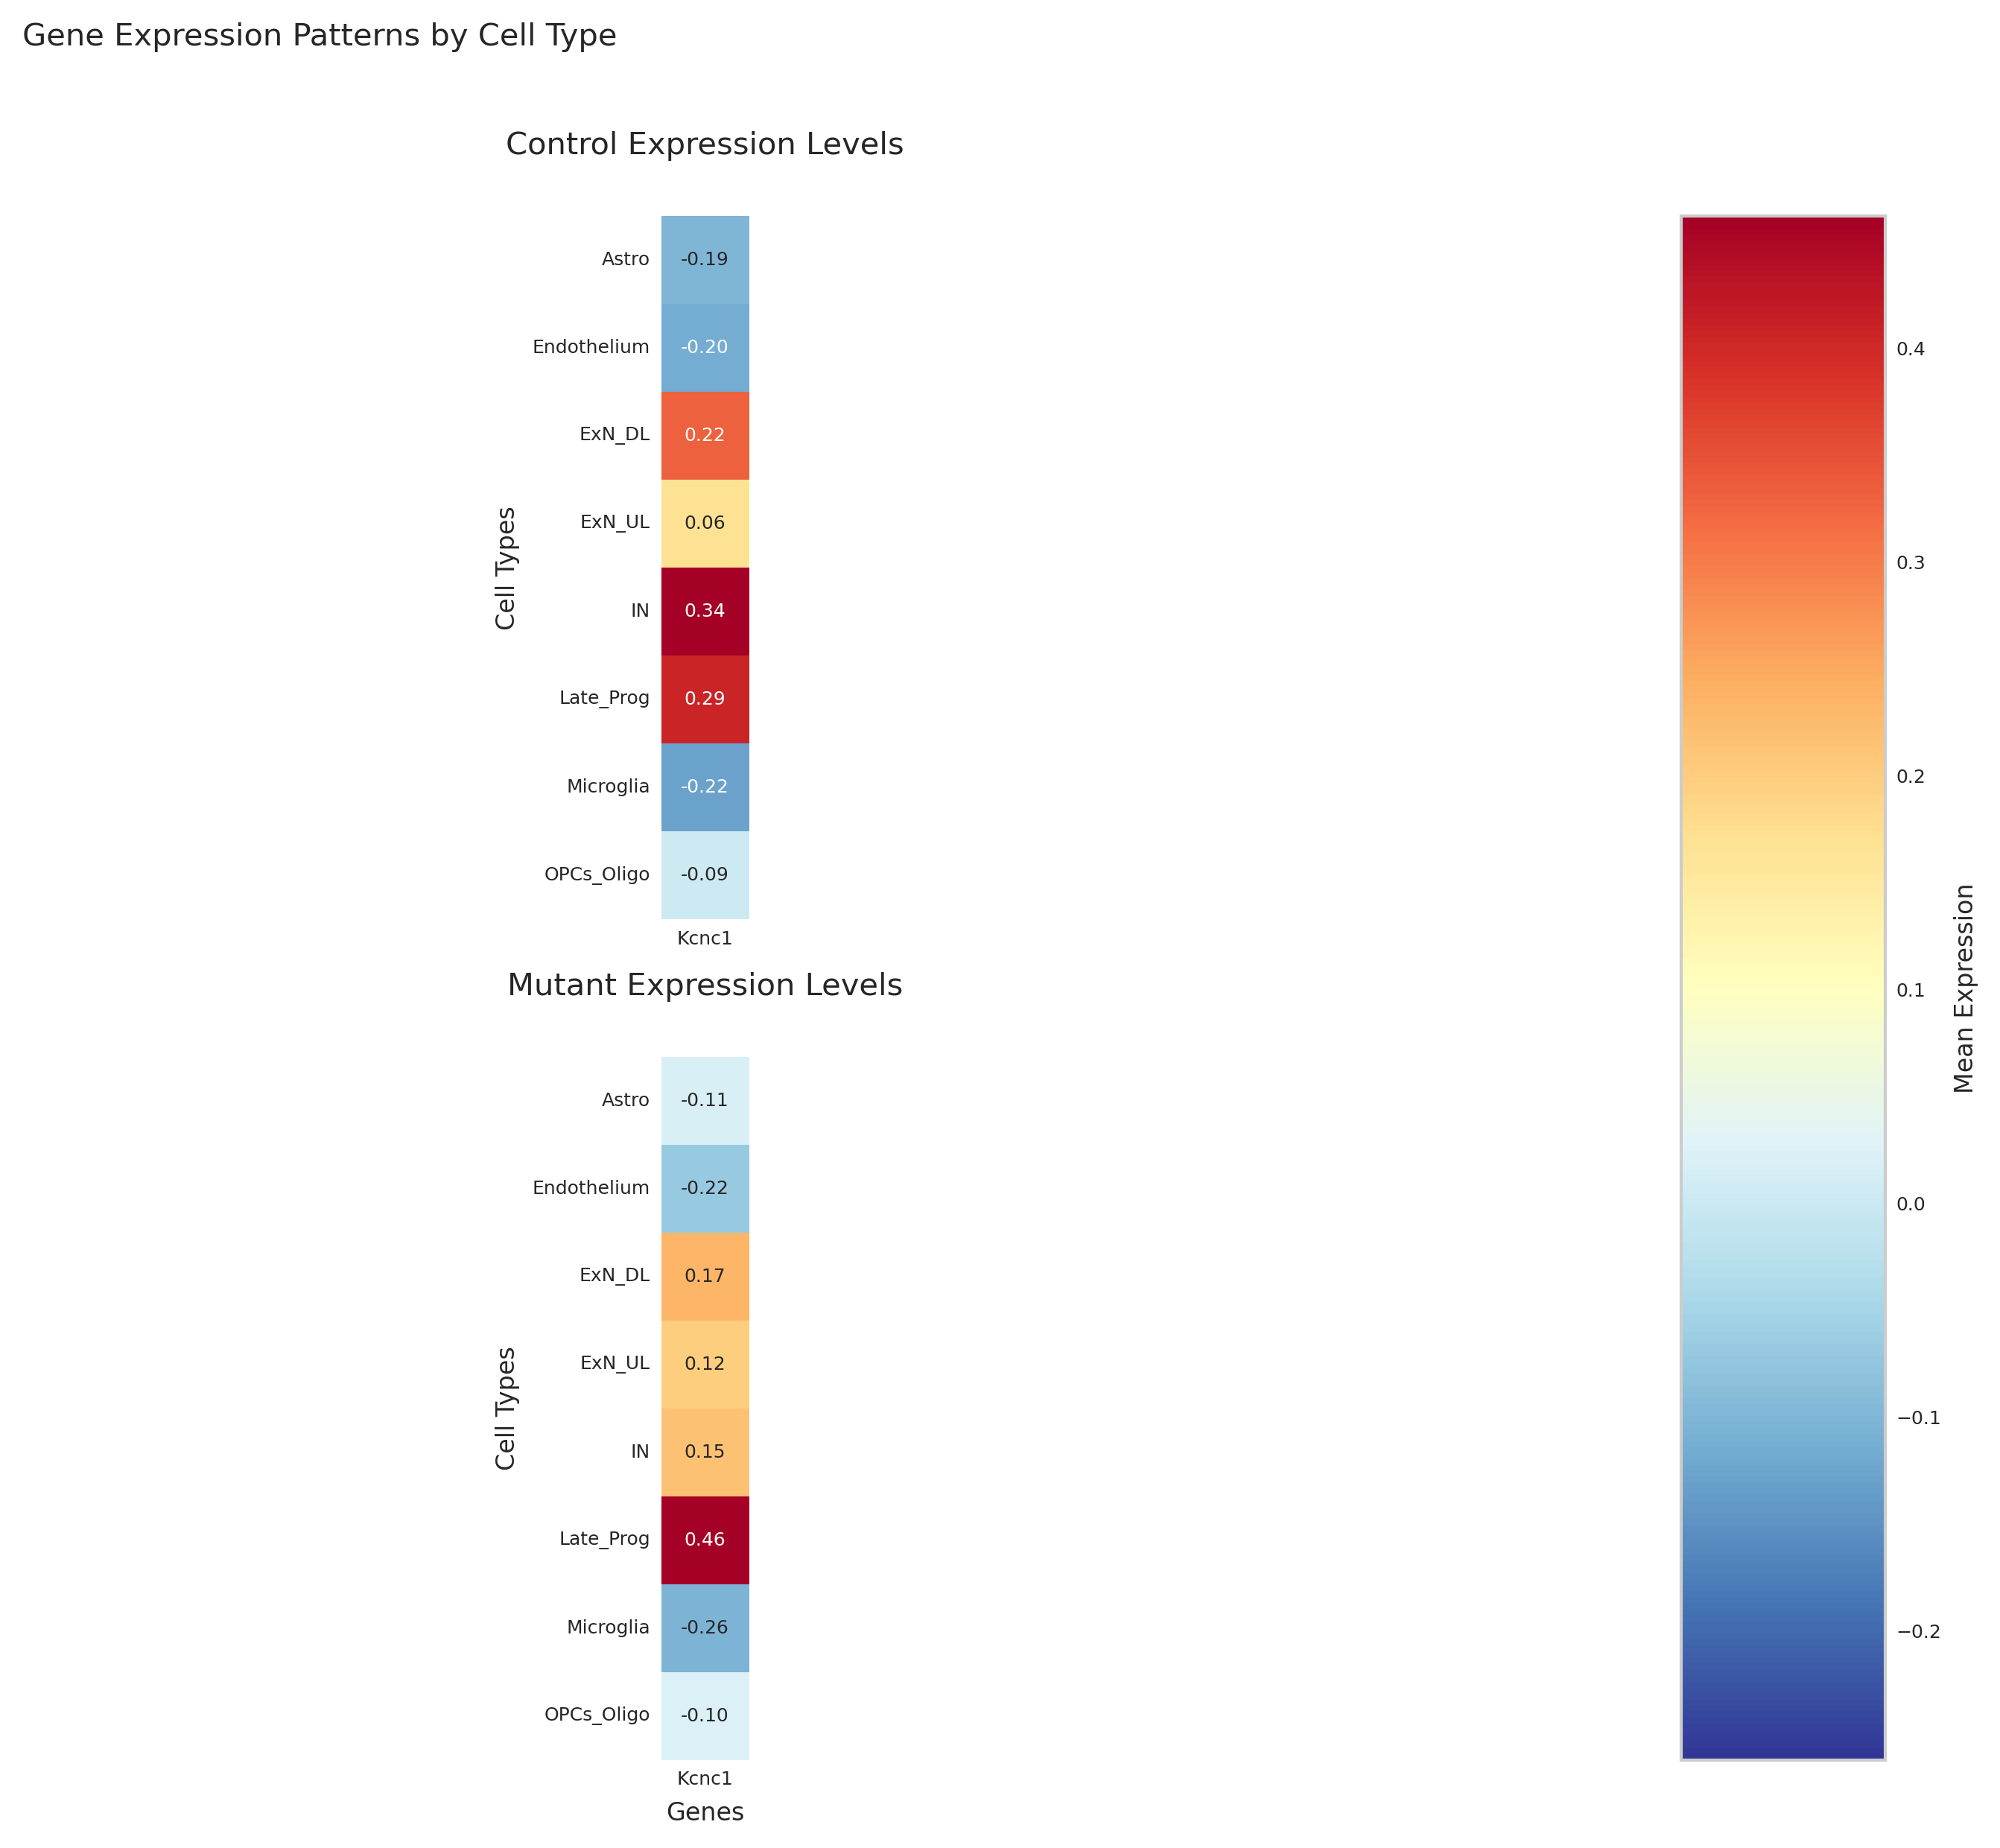 Gene Expression Patterns by Cell Type
Control Expression Levels
Cell Types
Astro -0.19
Endothelium -0.20
ExN_DL 0.22
ExN_UL 0.06
IN 0.34
Late_Prog 0.29
Microglia -0.22
OPCs_Oligo -0.09
Kcnc1
Mutant Expression Levels
Cell Types
Astro -0.11
Endothelium -0.22
ExN_DL 0.17
ExN_UL 0.12
IN 0.15
Late_Prog 0.46
Microglia -0.26
OPCs_Oligo -0.10
Kcnc1
Genes
0.4
0.3
0.2
0.1
0.0
−0.1
−0.2
Mean Expression